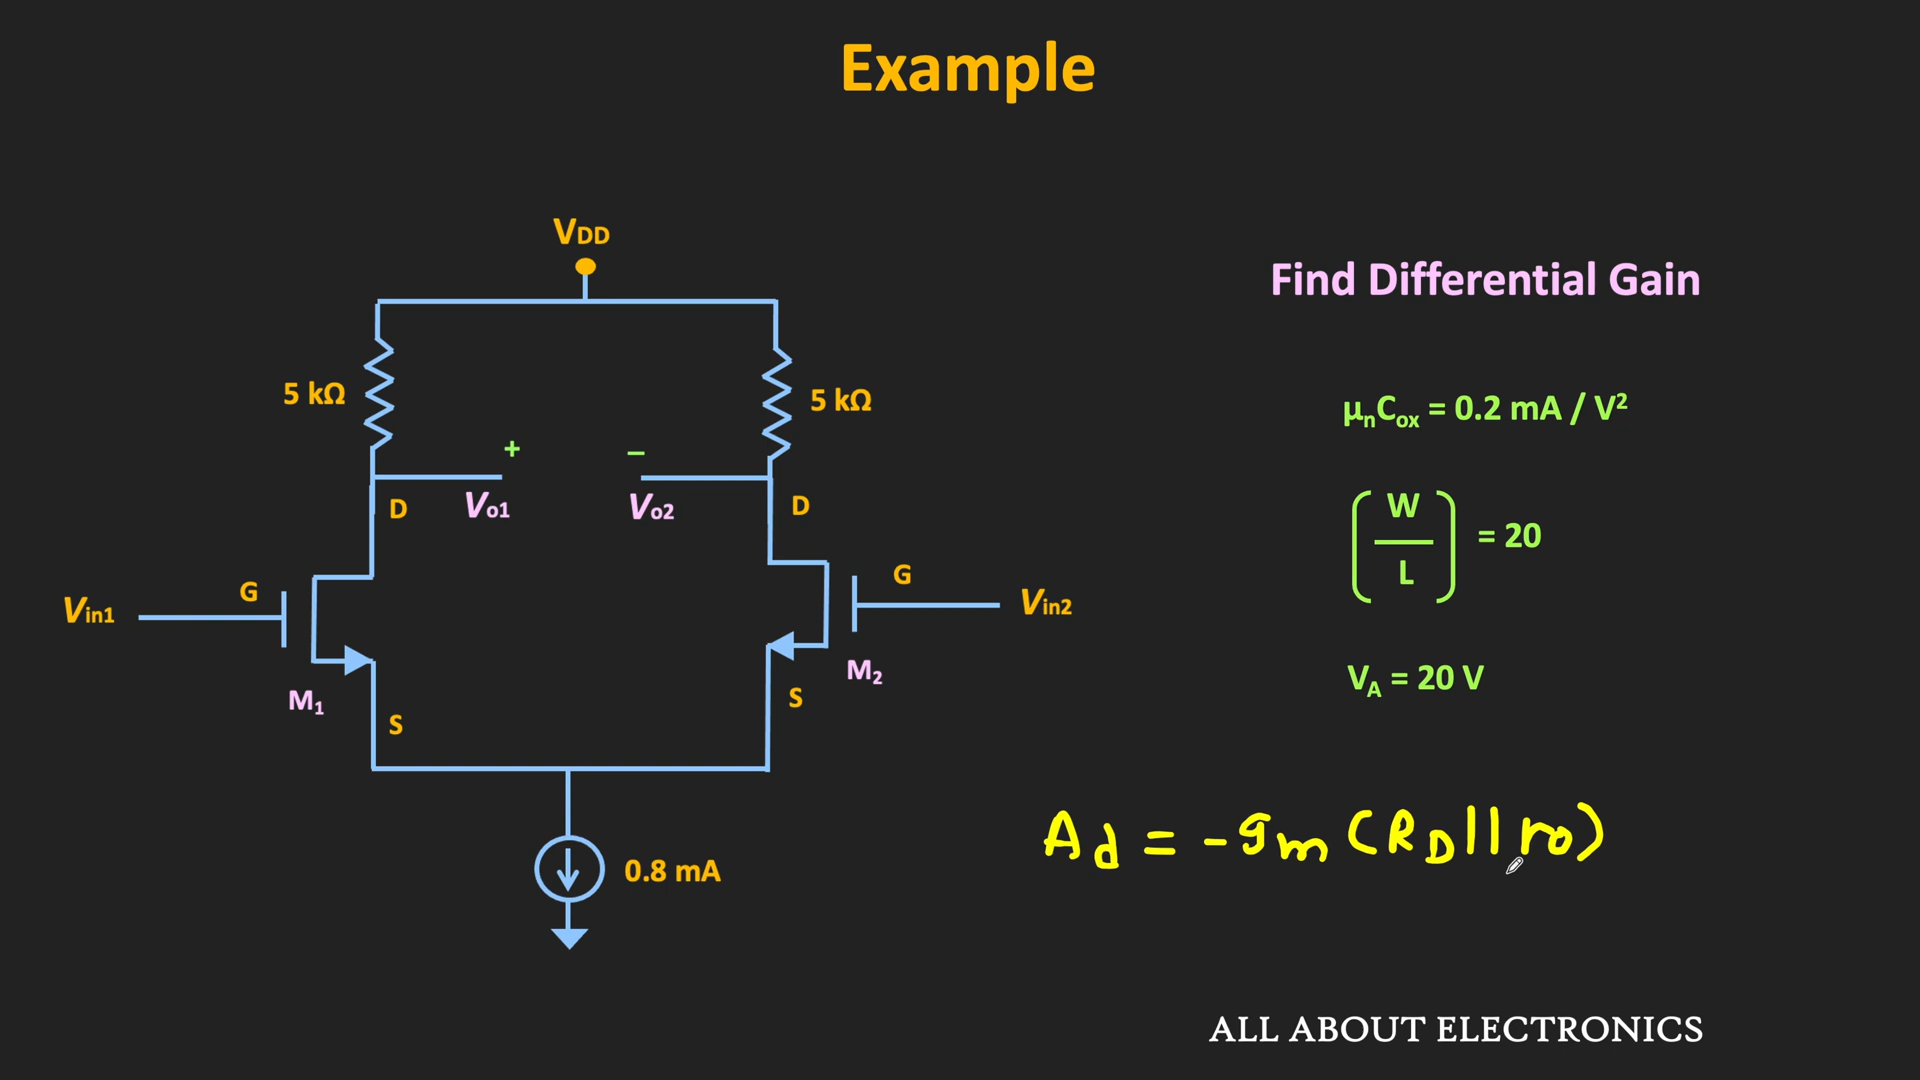 Example
VDD
Find Differential Gain
5 kΩ
5 kΩ
μnCox = 0.2 mA / V²
+
–
Vo1
Vo2
D
D
( W / L ) = 20
G
G
Vin1
Vin2
M1
M2
S
S
VA = 20 V
Ad = -gm (RD || ro)
0.8 mA
ALL ABOUT ELECTRONICS